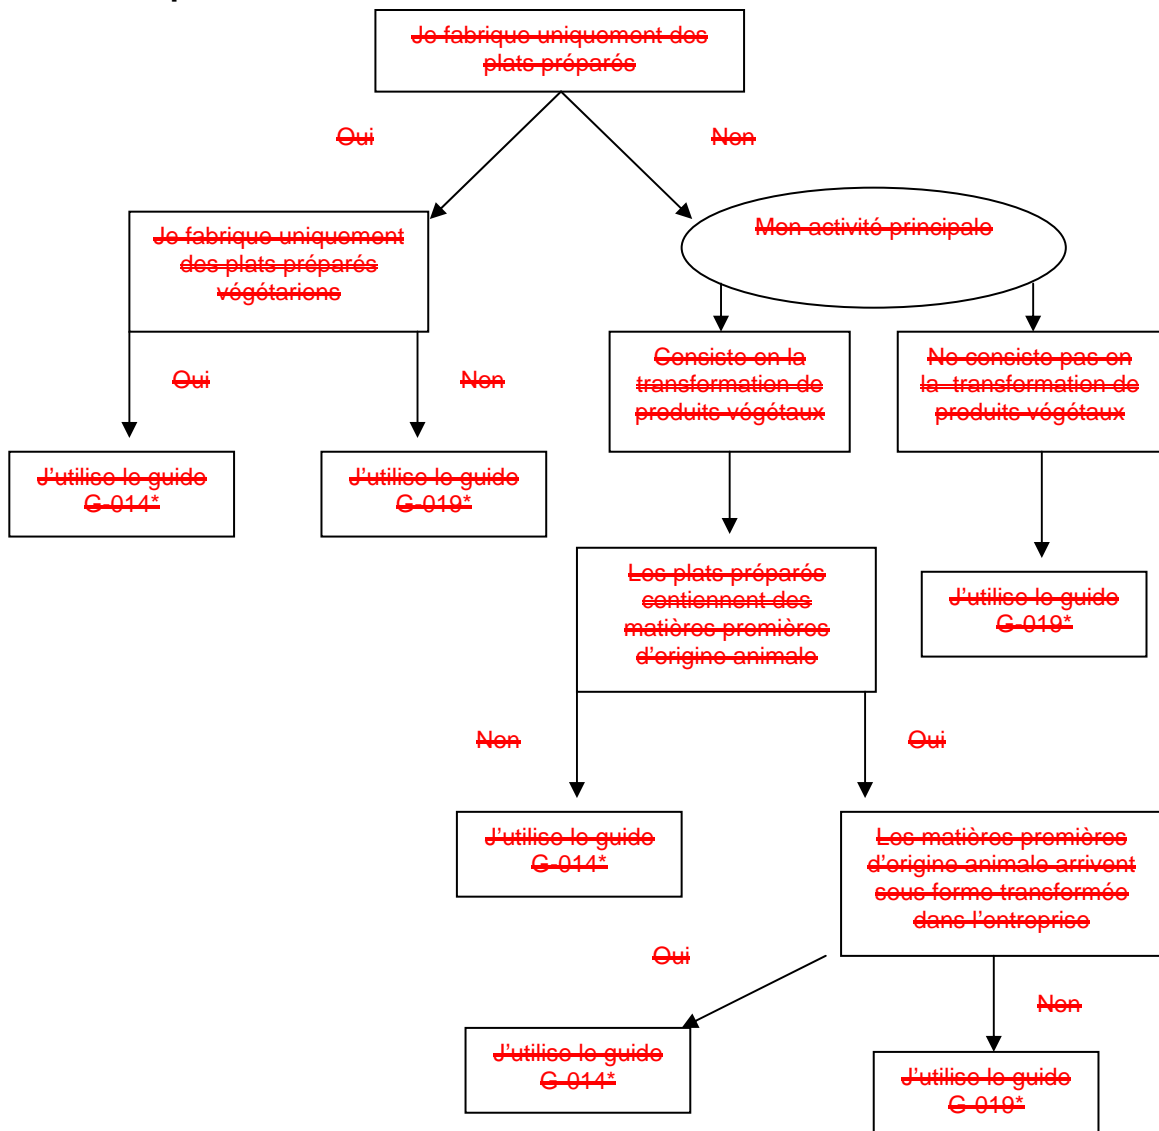 Je fabrique uniquement des
plats préparés
Oui
Non
Je fabrique uniquement
des plats préparés
végétariens
Mon activité principale
Oui
Non
Consiste en la
transformation de
produits végétaux
Ne consiste pas en
la transformation de
produits végétaux
J'utilise le guide
G-014*
J'utilise le guide
G-019*
Les plats préparés
contiennent des
matières premières
d'origine animale
J'utilise le guide
G-019*
Non
Oui
J'utilise le guide
G-014*
Les matières premières
d'origine animale arrivent
sous forme transformée
dans l'entreprise
Oui
Non
J'utilise le guide
G-014*
J'utilise le guide
G-019*